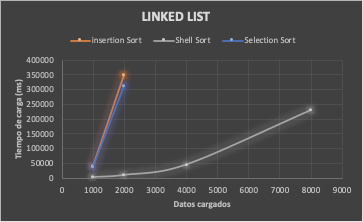 LINKED LIST
Insertion Sort Shell Sort Selection Sort
400000
350000
300000
250000
200000
150000
100000
50000
0
Tiempo de carga (ms)
0 1000 2000 3000 4000 5000 6000 7000 8000 9000
Datos cargados